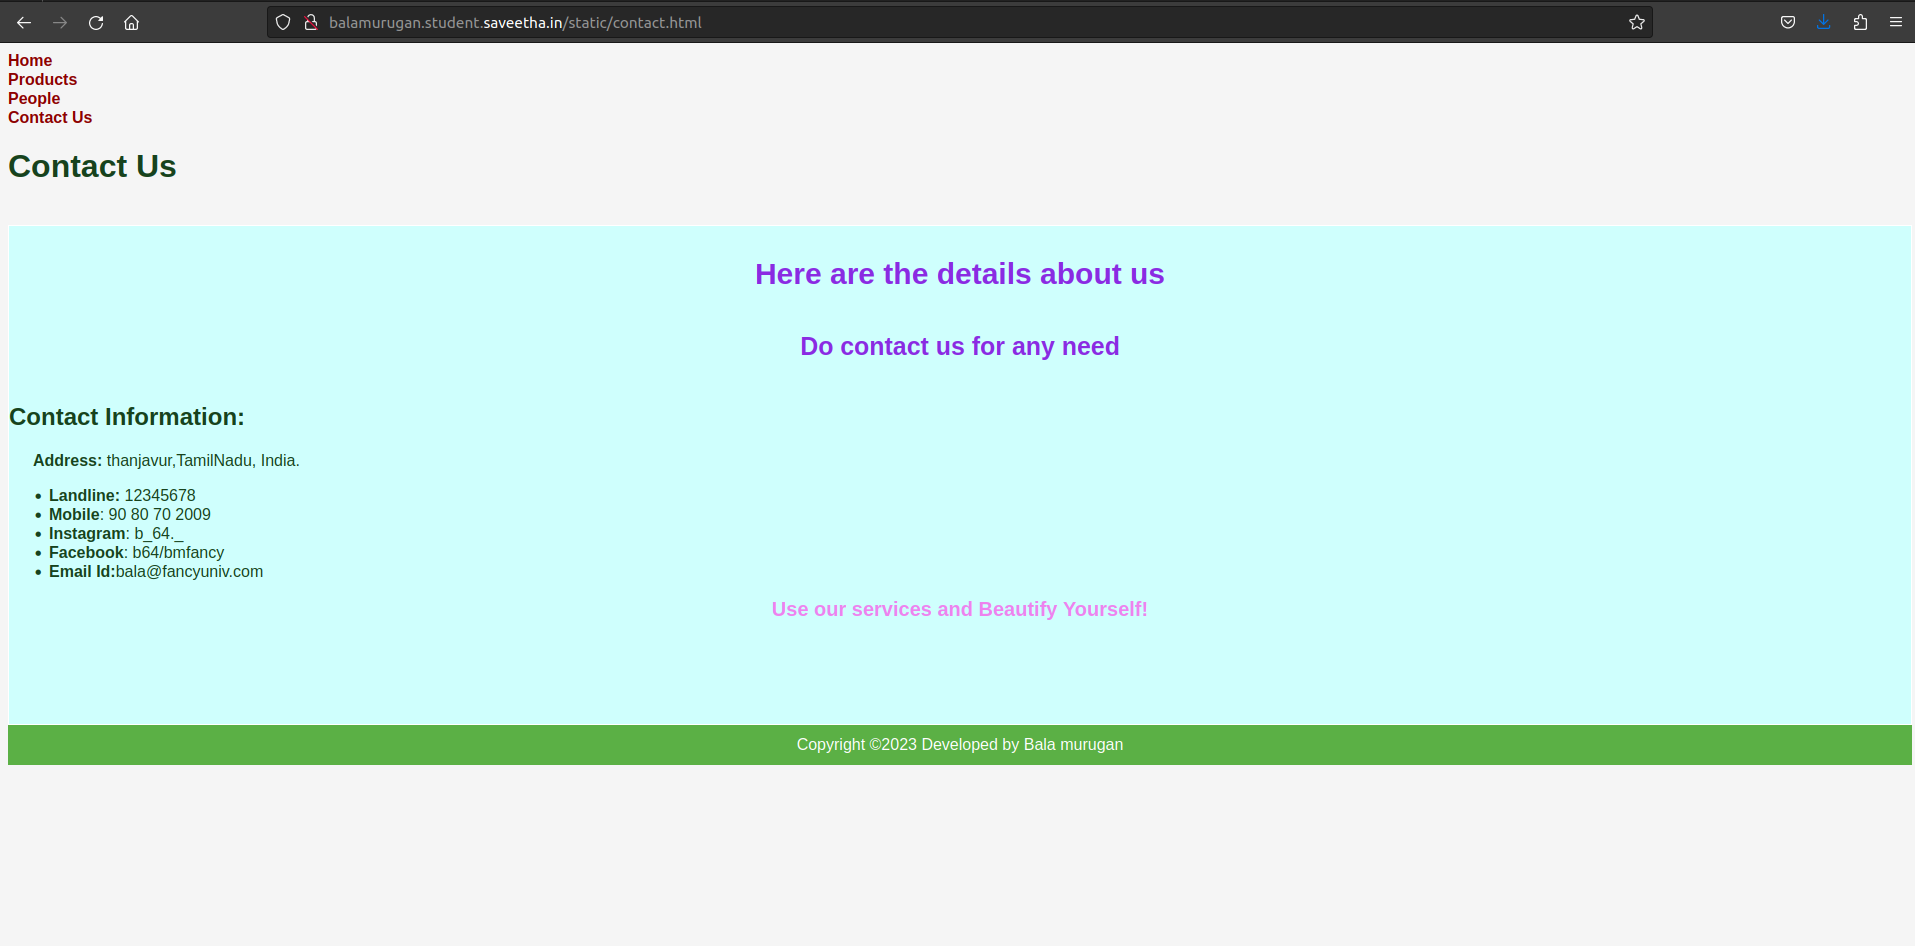 balamurugan.student.saveetha.in/static/contact.html
Home
Products
People
Contact Us
Contact Us
Here are the details about us
Do contact us for any need
Contact Information:
Address: thanjavur,TamilNadu, India.
• Landline: 12345678
• Mobile: 90 80 70 2009
• Instagram: b_64._
• Facebook: b64/bmfancy
• Email Id:bala@fancyuniv.com
Use our services and Beautify Yourself!
Copyright ©2023 Developed by Bala murugan